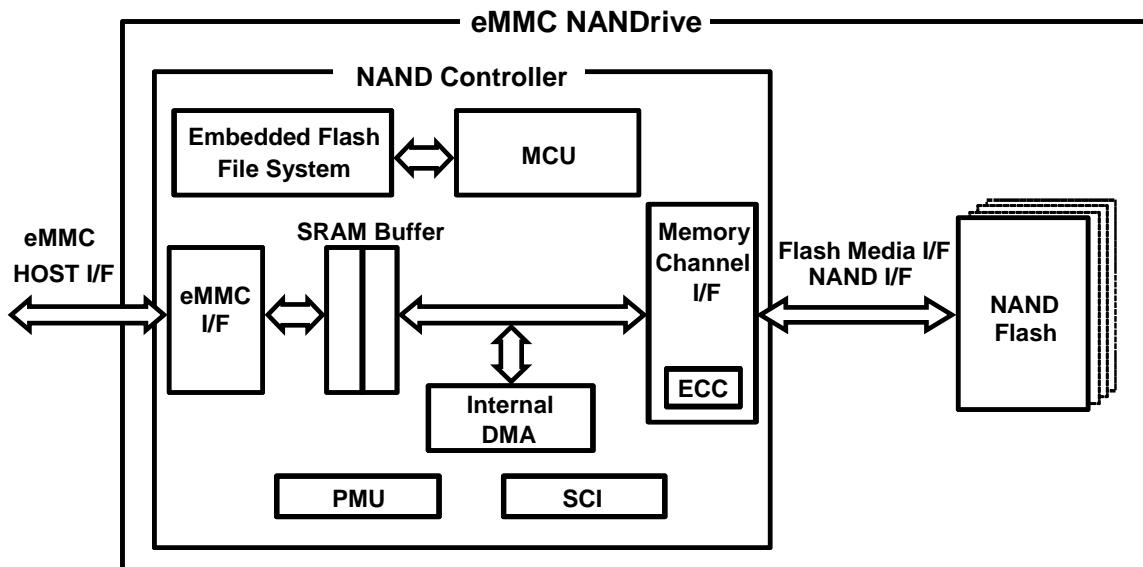 eMMC NANDrive
NAND Controller
Embedded Flash
File System
MCU
eMMC
HOST I/F
eMMC
I/F
SRAM Buffer
Memory
Channel
I/F
ECC
Internal
DMA
PMU
SCI
Flash Media I/F
NAND I/F
NAND
Flash